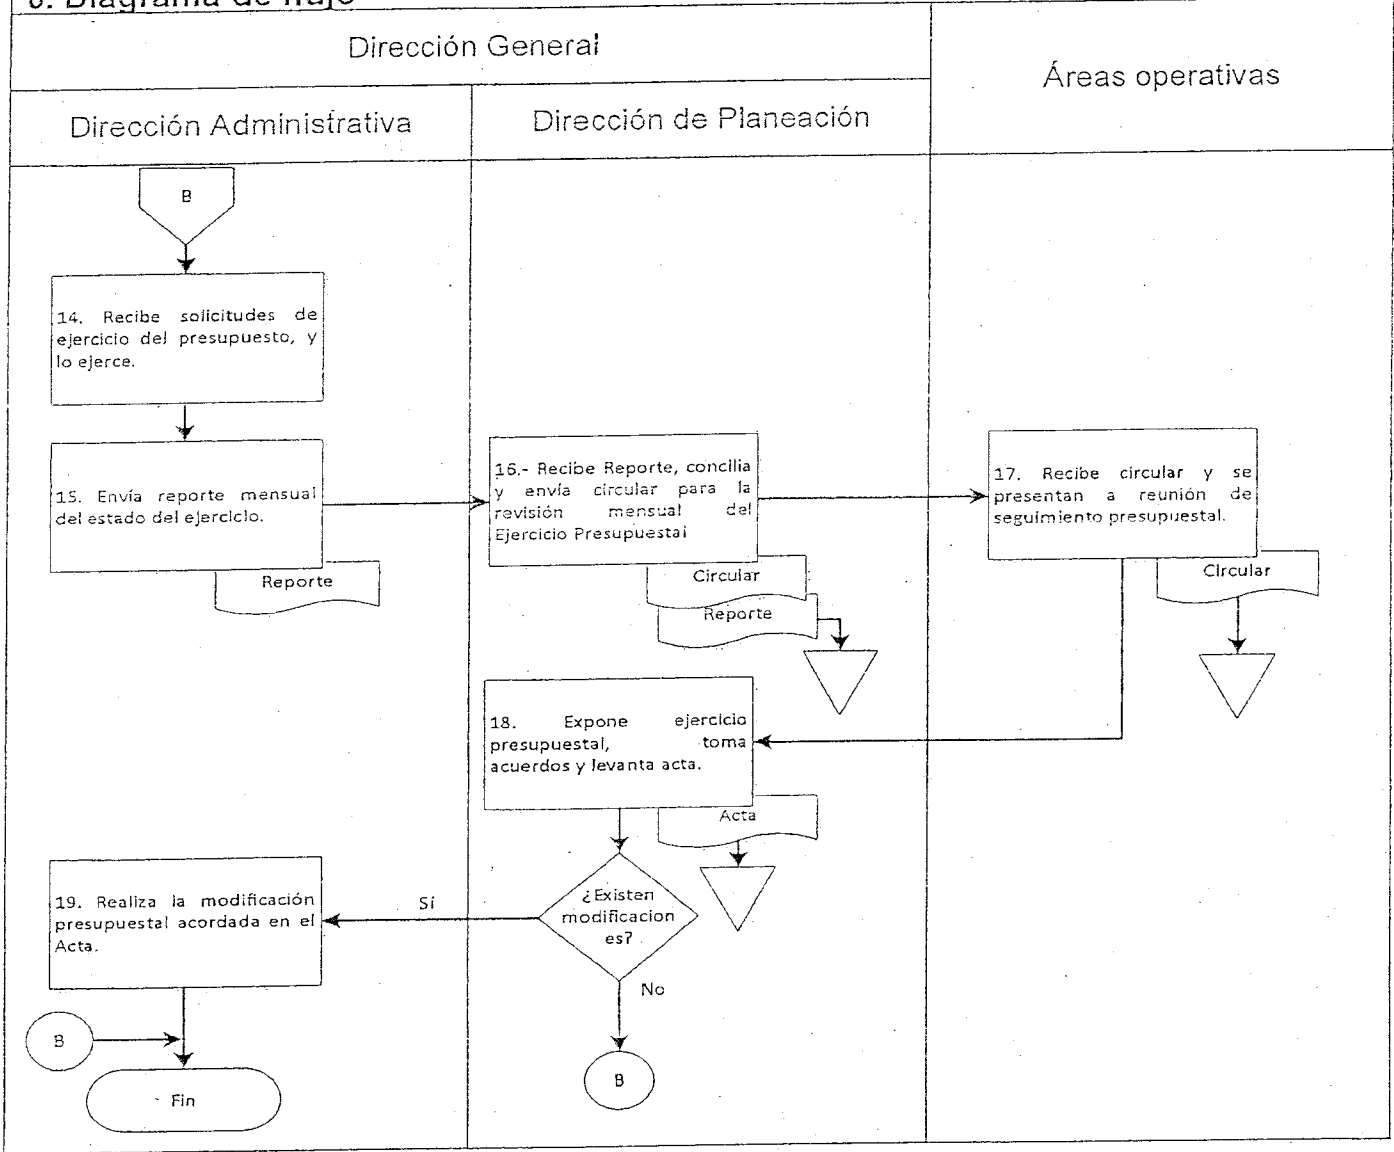 6. Diagrama de flujo
Dirección General
Áreas operativas
Dirección Administrativa
Dirección de Planeación
B
14. Recibe solicitudes de
ejercicio del presupuesto, y
lo ejerce.
15. Envía reporte mensual
del estado del ejercicio.
Reporte
16.- Recibe Reporte, concilia
y envía circular para la
revisión mensual del
Ejercicio Presupuestal
Circular
Reporte
17. Recibe circular y se
presentan a reunión de
seguimiento presupuestal.
Circular
18. Expone ejercicio
presupuestal, toma
acuerdos y levanta acta.
Acta
¿Existen
modificacion
es?
Sí
No
19. Realiza la modificación
presupuestal acordada en el
Acta.
B
Fin
B